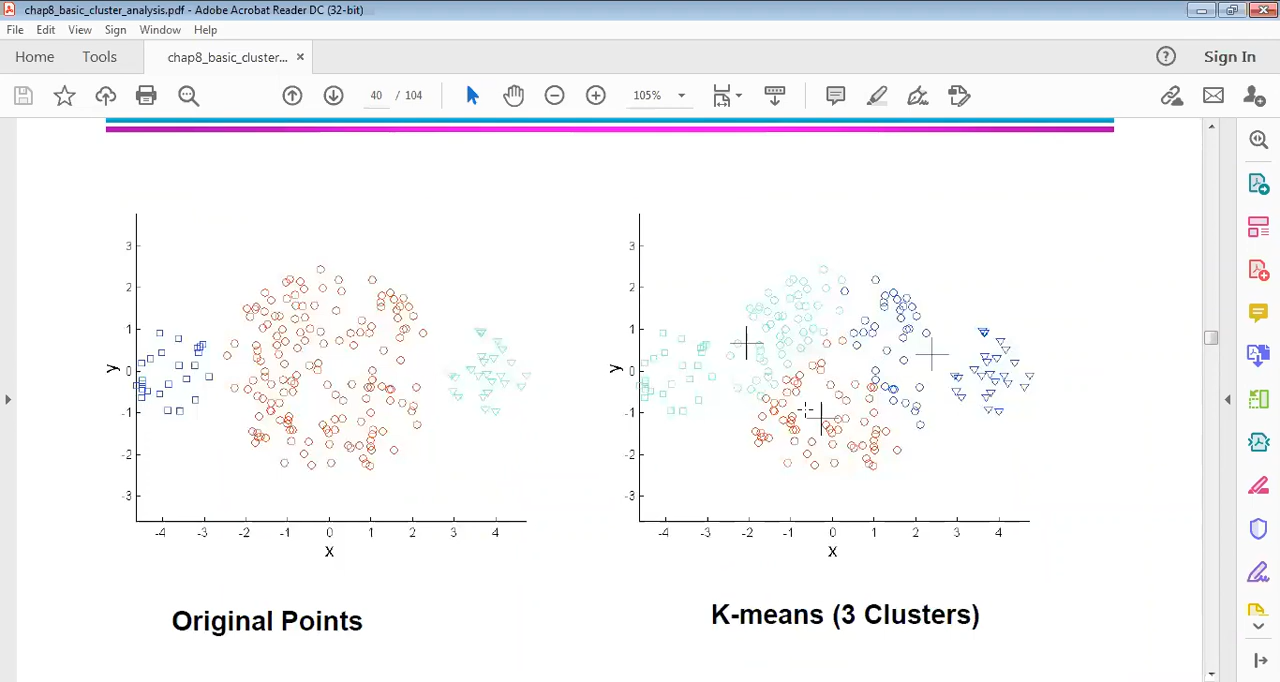 chap8_basic_cluster_analysis.pdf - Adobe Acrobat Reader DC (32-bit)
File Edit View Sign Window Help
Home Tools chap8_basic_cluster... × Sign In
40 / 104 105%
3 3
2 2
1 1
y 0 y 0
-1 -1
-2 -2
-3 -3
-4 -3 -2 -1 0 1 2 3 4 -4 -3 -2 -1 0 1 2 3 4
X X
Original Points K-means (3 Clusters)